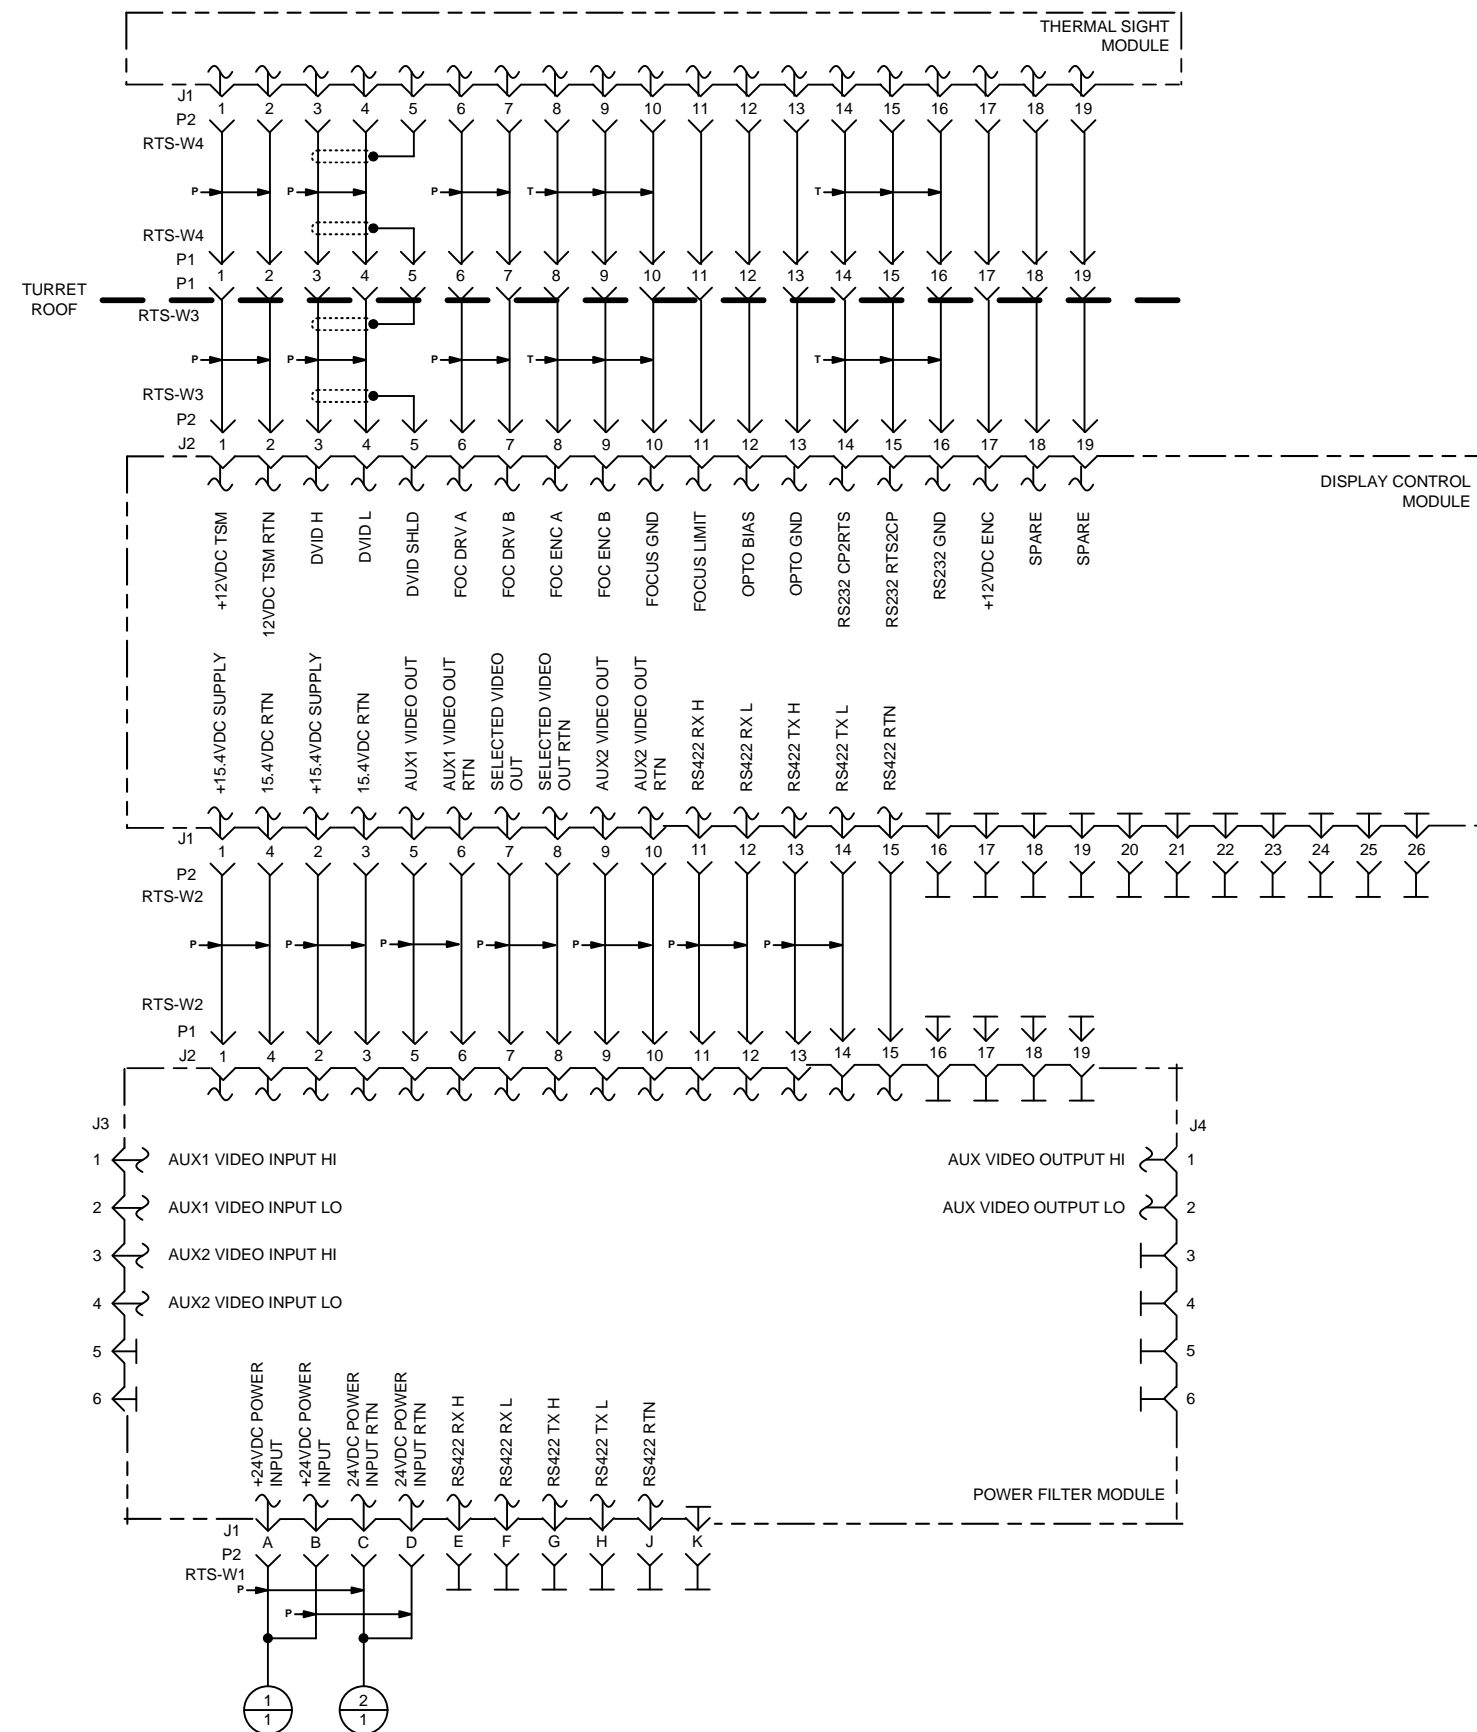 THERMAL SIGHT
MODULE
J1
1 2 3 4 5 6 7 8 9 10 11 12 13 14 15 16 17 18 19
P2
RTS-W4
P P P T T
RTS-W4
P1
1 2 3 4 5 6 7 8 9 10 11 12 13 14 15 16 17 18 19
P1
TURRET
ROOF
RTS-W3
P P P T T
RTS-W3
P2
J2
1 2 3 4 5 6 7 8 9 10 11 12 13 14 15 16 17 18 19
DISPLAY CONTROL
MODULE
+12VDC TSM
12VDC TSM RTN
DVID H
DVID L
DVID SHLD
FOC DRV A
FOC DRV B
FOC ENC A
FOC ENC B
FOCUS GND
FOCUS LIMIT
OPTO BIAS
OPTO GND
RS232 CP2RTS
RS232 RTS2CP
RS232 GND
+12VDC ENC
SPARE
SPARE
+15.4VDC SUPPLY
15.4VDC RTN
+15.4VDC SUPPLY
15.4VDC RTN
AUX1 VIDEO OUT
AUX1 VIDEO OUT
RTN
SELECTED VIDEO
OUT
SELECTED VIDEO
OUT RTN
AUX2 VIDEO OUT
AUX2 VIDEO OUT
RTN
RS422 RX H
RS422 RX L
RS422 TX H
RS422 TX L
RS422 RTN
J1
1 4 2 3 5 6 7 8 9 10 11 12 13 14 15 16 17 18 19 20 21 22 23 24 25 26
P2
RTS-W2
P P P P P P P
RTS-W2
P1
J2
1 4 2 3 5 6 7 8 9 10 11 12 13 14 15 16 17 18 19
J3
1 AUX1 VIDEO INPUT HI
2 AUX1 VIDEO INPUT LO
3 AUX2 VIDEO INPUT HI
4 AUX2 VIDEO INPUT LO
5
6
J4
AUX VIDEO OUTPUT HI 1
AUX VIDEO OUTPUT LO 2
3
4
5
6
+24VDC POWER
INPUT
+24VDC POWER
INPUT
24VDC POWER
INPUT RTN
24VDC POWER
INPUT RTN
RS422 RX H
RS422 RX L
RS422 TX H
RS422 TX L
RS422 RTN
POWER FILTER MODULE
J1
A B C D E F G H J K
P2
RTS-W1
P
P
1 2
1 1